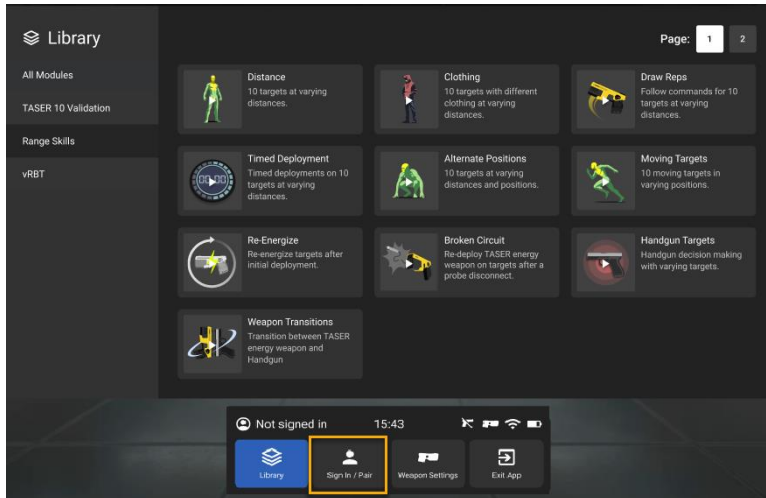 Library
Page: 1 2
All Modules
TASER 10 Validation
Range Skills
vRBT
Distance
10 targets at varying
distances.
Clothing
10 targets with different
clothing at varying
distances.
Draw Reps
Follow commands for 10
targets at varying
distances.
Timed Deployment
Timed deployments on 10
targets at varying
distances.
Alternate Positions
10 targets at varying
distances and positions.
Moving Targets
10 moving targets in
varying positions.
Re-Energize
Re-energize targets after
initial deployment.
Broken Circuit
Re-deploy TASER energy
weapon on targets after a
probe disconnect.
Handgun Targets
Handgun decision making
with varying targets.
Weapon Transitions
Transition between TASER
energy weapon and
Handgun
Not signed in 15:43
Library
Sign In / Pair
Weapon Settings
Exit App